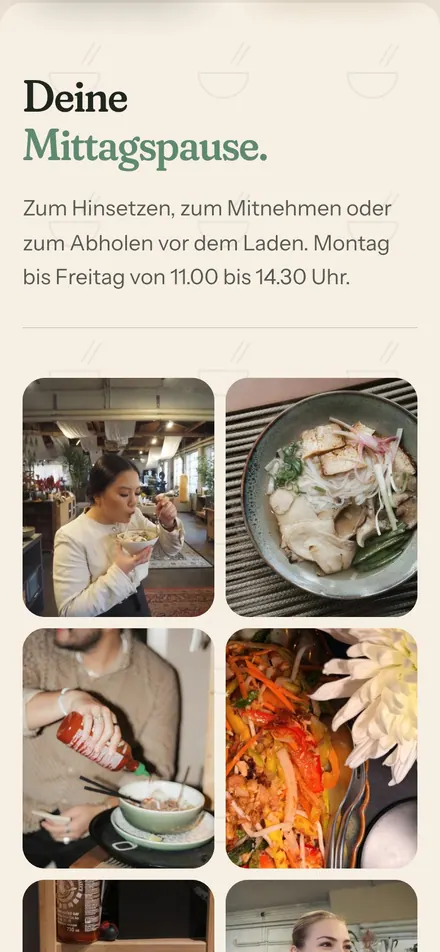 Deine
Mittagspause.
Zum Hinsetzen, zum Mitnehmen oder
zum Abholen vor dem Laden. Montag
bis Freitag von 11.00 bis 14.30 Uhr.